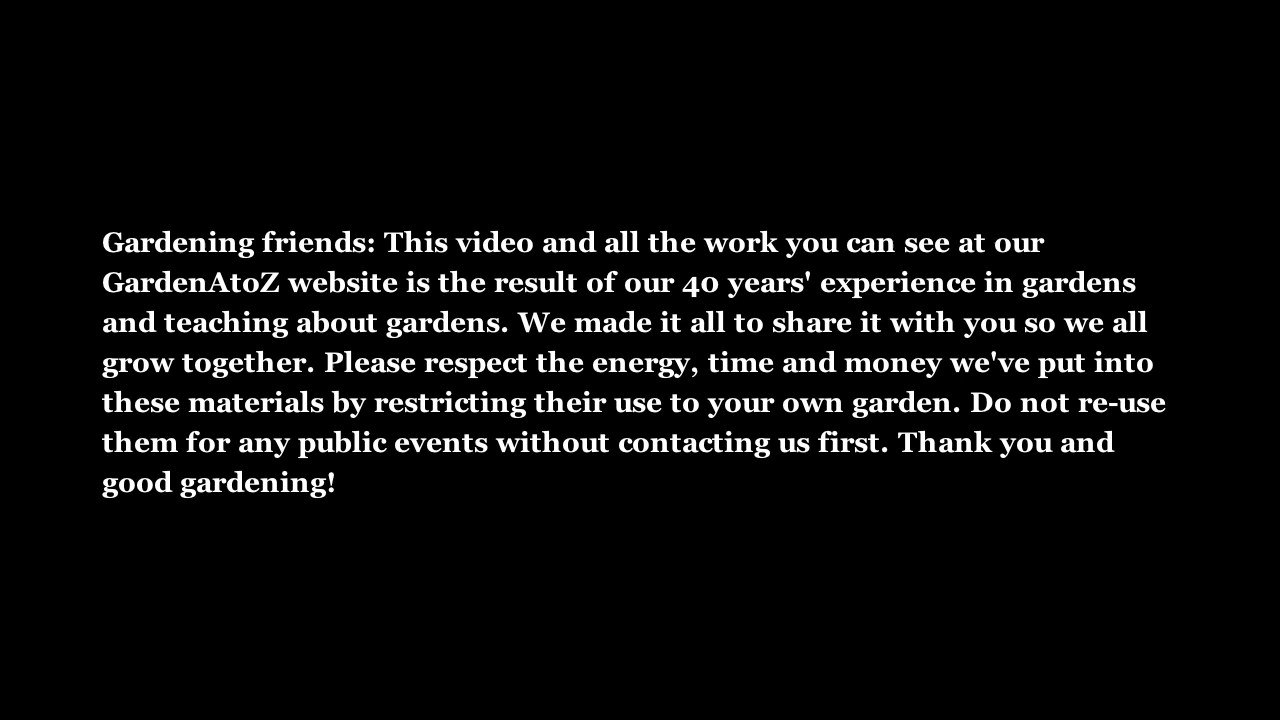 Gardening friends: This video and all the work you can see at our
GardenAtoZ website is the result of our 40 years' experience in gardens
and teaching about gardens. We made it all to share it with you so we all
grow together. Please respect the energy, time and money we've put into
these materials by restricting their use to your own garden. Do not re-use
them for any public events without contacting us first. Thank you and
good gardening!